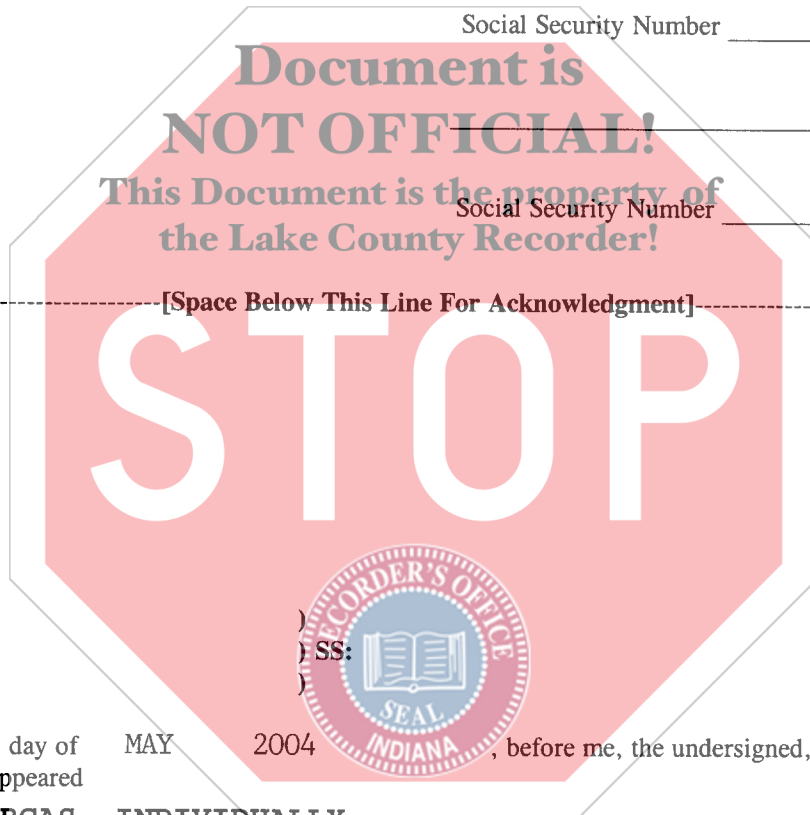 Social Security Number
Document is
NOT OFFICIAL!
This Document is the property of
Social Security Number
the Lake County Recorder!
[Space Below This Line For Acknowledgment]
STOP
RECORDER'S OFFICE
)
) SS:
)
SEAL
INDIANA
day of MAY 2004 , before me, the undersigned,
ppeared
INDIVIDUALLY